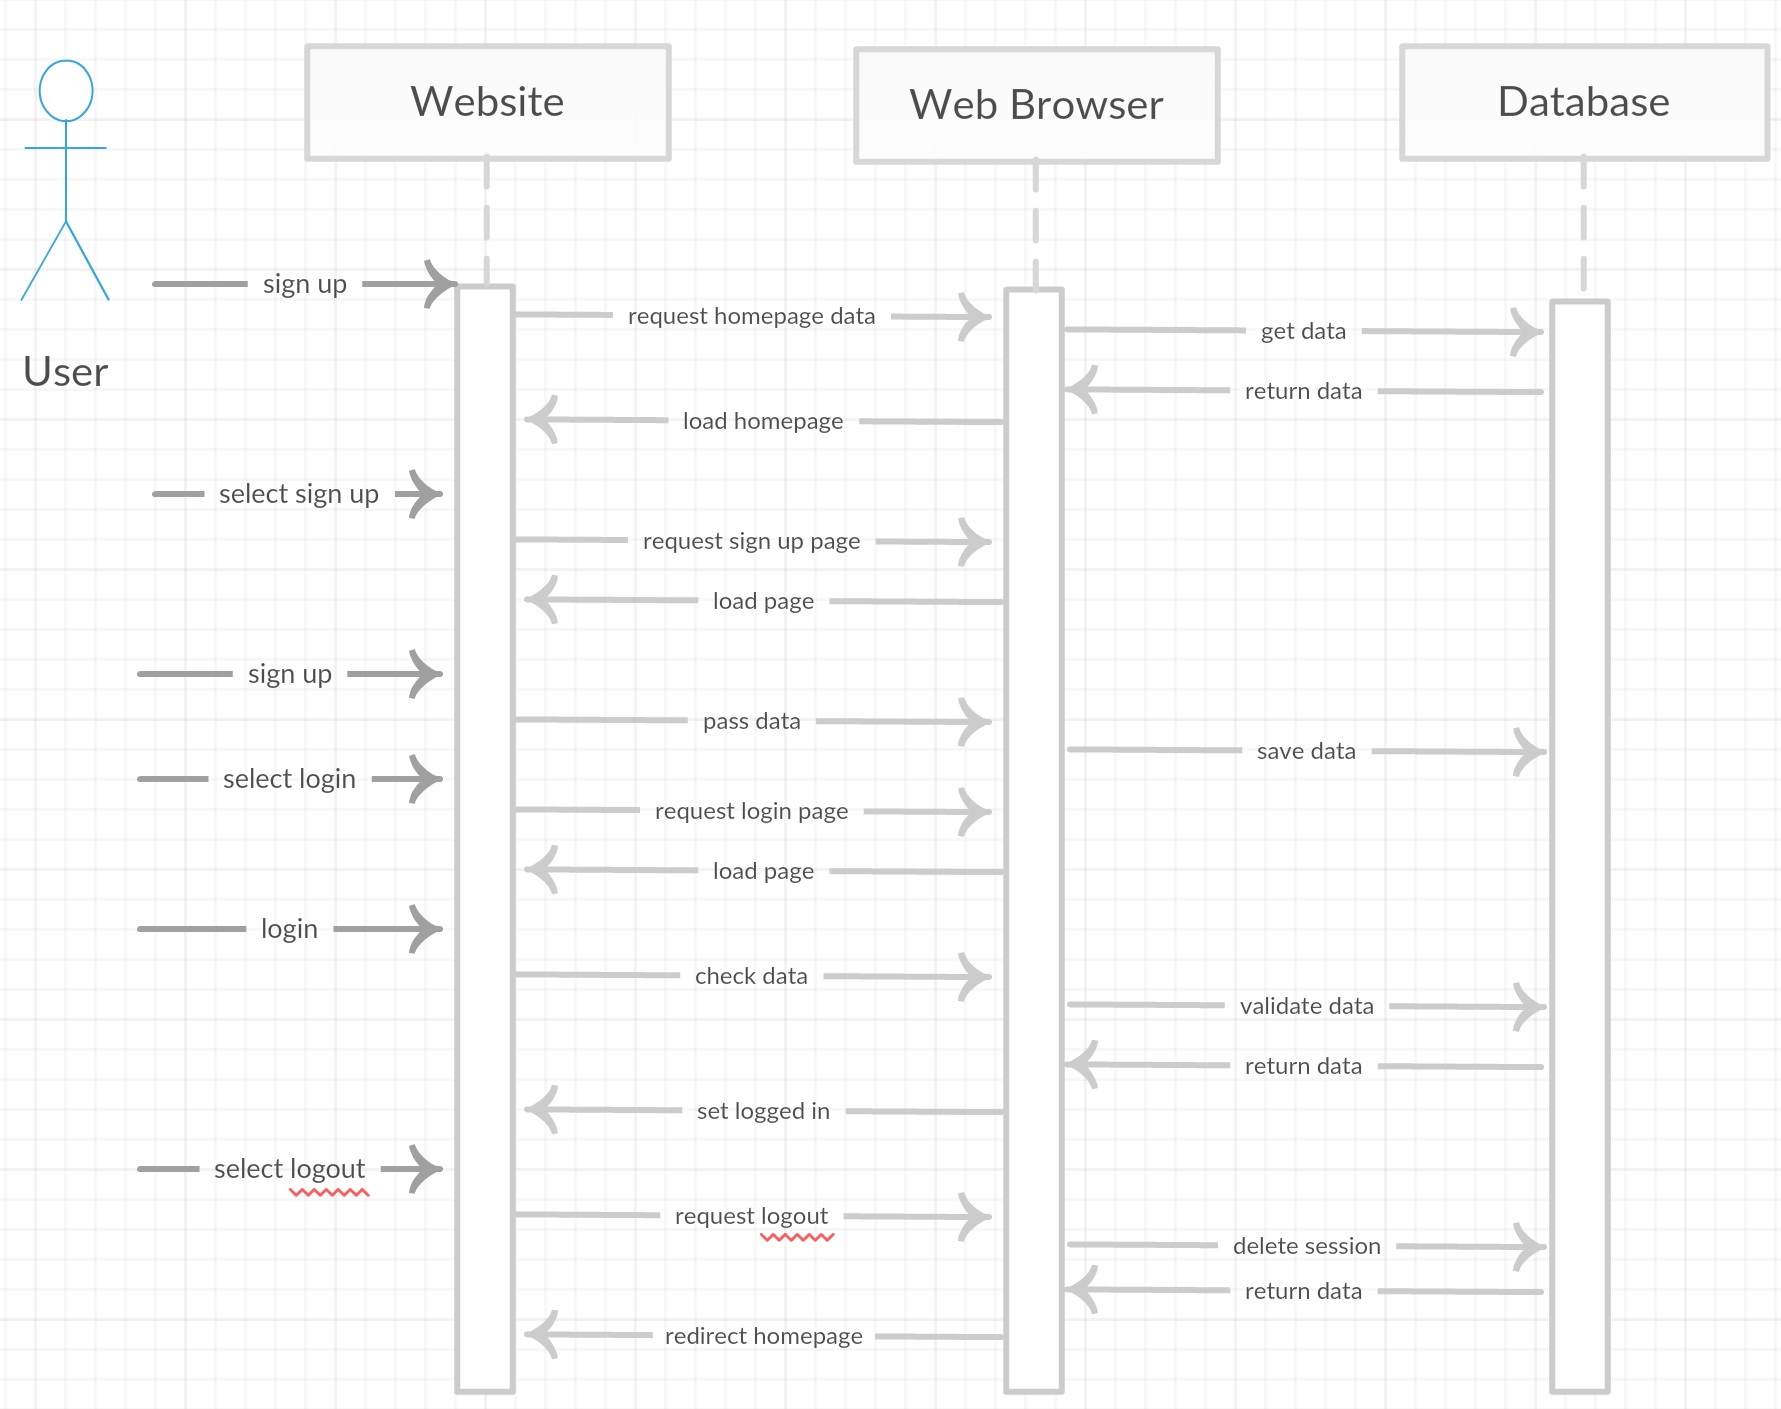 Website
Web Browser
Database
User
sign up
request homepage data
get data
return data
load homepage
select sign up
request sign up page
load page
sign up
pass data
save data
select login
request login page
load page
login
check data
validate data
return data
set logged in
select logout
request logout
delete session
return data
redirect homepage